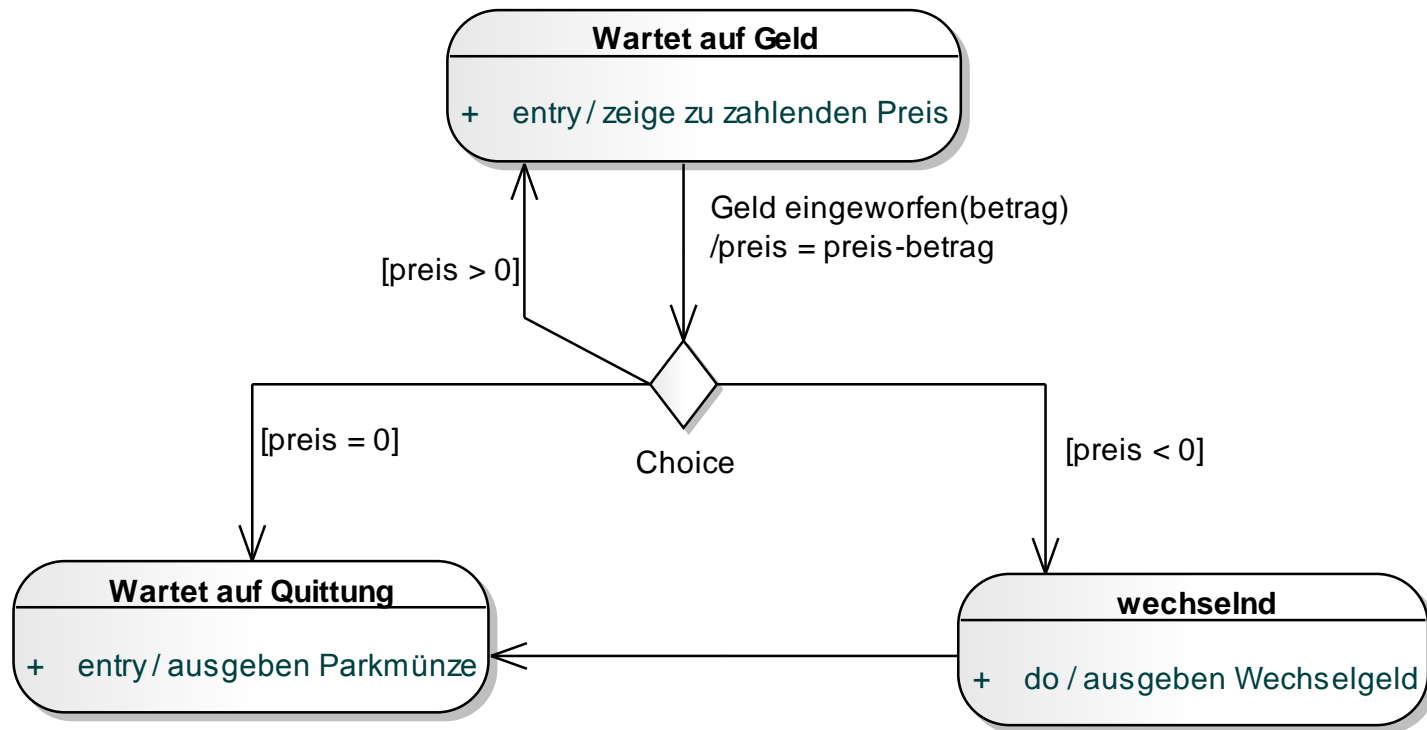 Wartet auf Geld
+ entry / zeige zu zahlenden Preis
Geld eingeworfen(betrag)
/preis = preis-betrag
[preis > 0]
[preis = 0]
Choice
[preis < 0]
Wartet auf Quittung
+ entry / ausgeben Parkmünze
wechselnd
+ do / ausgeben Wechselgeld